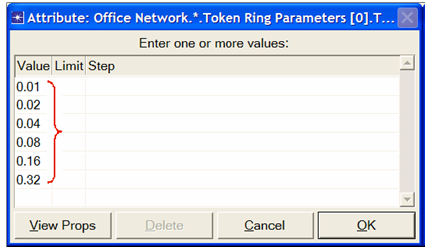 Attribute: Office Network.*.Token Ring Parameters [0].T...
Enter one or more values:
Value Limit Step
0.01
0.02
0.04
0.08
0.16
0.32
View Props Delete Cancel OK